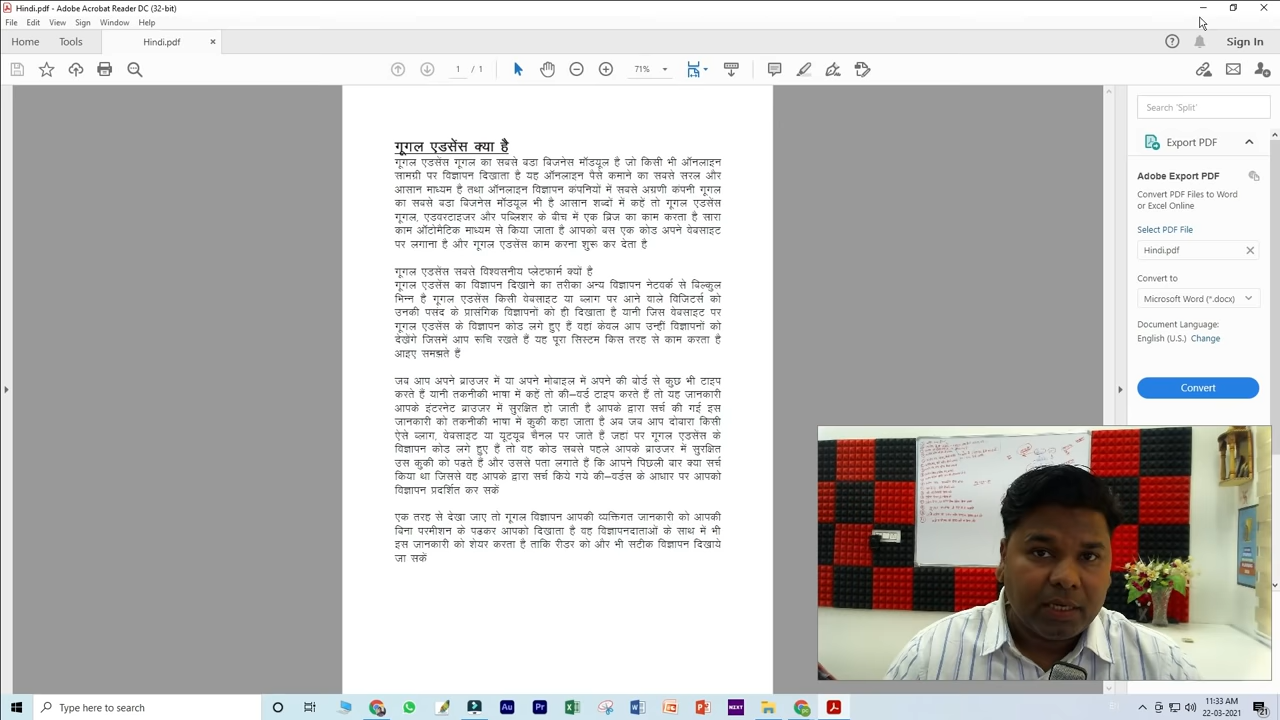 Hindi.pdf - Adobe Acrobat Reader DC (32-bit)
File Edit View Sign Window Help
Home Tools Hindi.pdf Sign In
1 / 1 71%
Search 'Split'
Export PDF
Adobe Export PDF
Convert PDF Files to Word
or Excel Online
Select PDF File
Hindi.pdf
Convert to
Microsoft Word (*.docx)
Document Language:
English (U.S.) Change
Convert
गूगल एडसेंस क्या है
गूगल एडसेंस गूगल का सबसे बडा बिजनेस मॉडयूल है जो किसी भी ऑनलाइन
सामग्री पर विज्ञापन दिखाता है यह ऑनलाइन पैसे कमाने का सबसे सरल और
आसान माध्यम है तथा ऑनलाइन विज्ञापन कंपनियों में सबसे अग्रणी कंपनी गूगल
का सबसे बडा बिजनेस मॉडयूल भी है आसान शब्दों में कहें तो गूगल एडसेंस
गूगल, एडवरटाइजर और पब्लिशर के बीच में एक ब्रिज का काम करता है सारा
काम ऑटोमैटिक माध्यम से किया जाता है आपको बस एक कोड अपने वेबसाइट
पर लगाना है और गूगल एडसेंस काम करना शुरू कर देता है
गूगल एडसेंस सबसे विश्वसनीय प्लेटफार्म क्यों है
गूगल एडसेंस का विज्ञापन दिखाने का तरीका अन्य विज्ञापन नेटवर्क से बिल्कुल
भिन्न है गूगल एडसेंस किसी वेबसाइट या ब्लाग पर आने वाले विजिटर्स को
उनकी पसंद के प्रासंगिक विज्ञापनों को ही दिखाता है यानी जिस वेबसाइट पर
गूगल एडसेंस के विज्ञापन कोड लगे हुए हैं वहां केवल आप उन्हीं विज्ञापनों को
देखेंगे जिसमें आप रूचि रखते हैं यह पूरा सिस्टम किस तरह से काम करता है
आइए समझते हैं
जब आप अपने ब्राउजर में या अपने मोबाइल में अपने की बोर्ड से कुछ भी टाइप
करते हैं यानी तकनीकी भाषा में कहें तो की–वर्ड टाइप करते हैं तो यह जानकारी
आपके इंटरनेट ब्राउजर में सुरक्षित हो जाती है आपके द्वारा सर्च की गई इस
जानकारी को तकनीकी भाषा में कुकी कहा जाता है अब जब आप दोबारा किसी
ऐसे ब्लाग, वेबसाइट या यूटयूब चैनल पर जाते हैं जहां पर गूगल एडसेंस के
विज्ञापन कोड लगे हुए हैं तो वह कोड सबसे पहले आपके ब्राउजर में सुरक्षित
उस कूकी को पढते हैं और उससे पता लगाते हैं कि आपने पिछली बार क्या सर्च
किया था जिससे वह आपके द्वारा सर्च किये गये की–वर्डस के आधार पर आपको
विज्ञापन प्रदर्शित कर सकें
एक तरह से देखा जाए तो गूगल विज्ञापन आपकी व्यक्तिगत जानकारी को आपकी
बिना परमीशन के पढकर आपको दिखाता है वह विज्ञापनदाताओं के साथ में भी
इस जानकारी को शेयर करता है ताकि रीडर को और भी सटीक विज्ञापन दिखाये
जा सकें
Type here to search
Au Pr NEXT
11:33 AM
22-03-2021